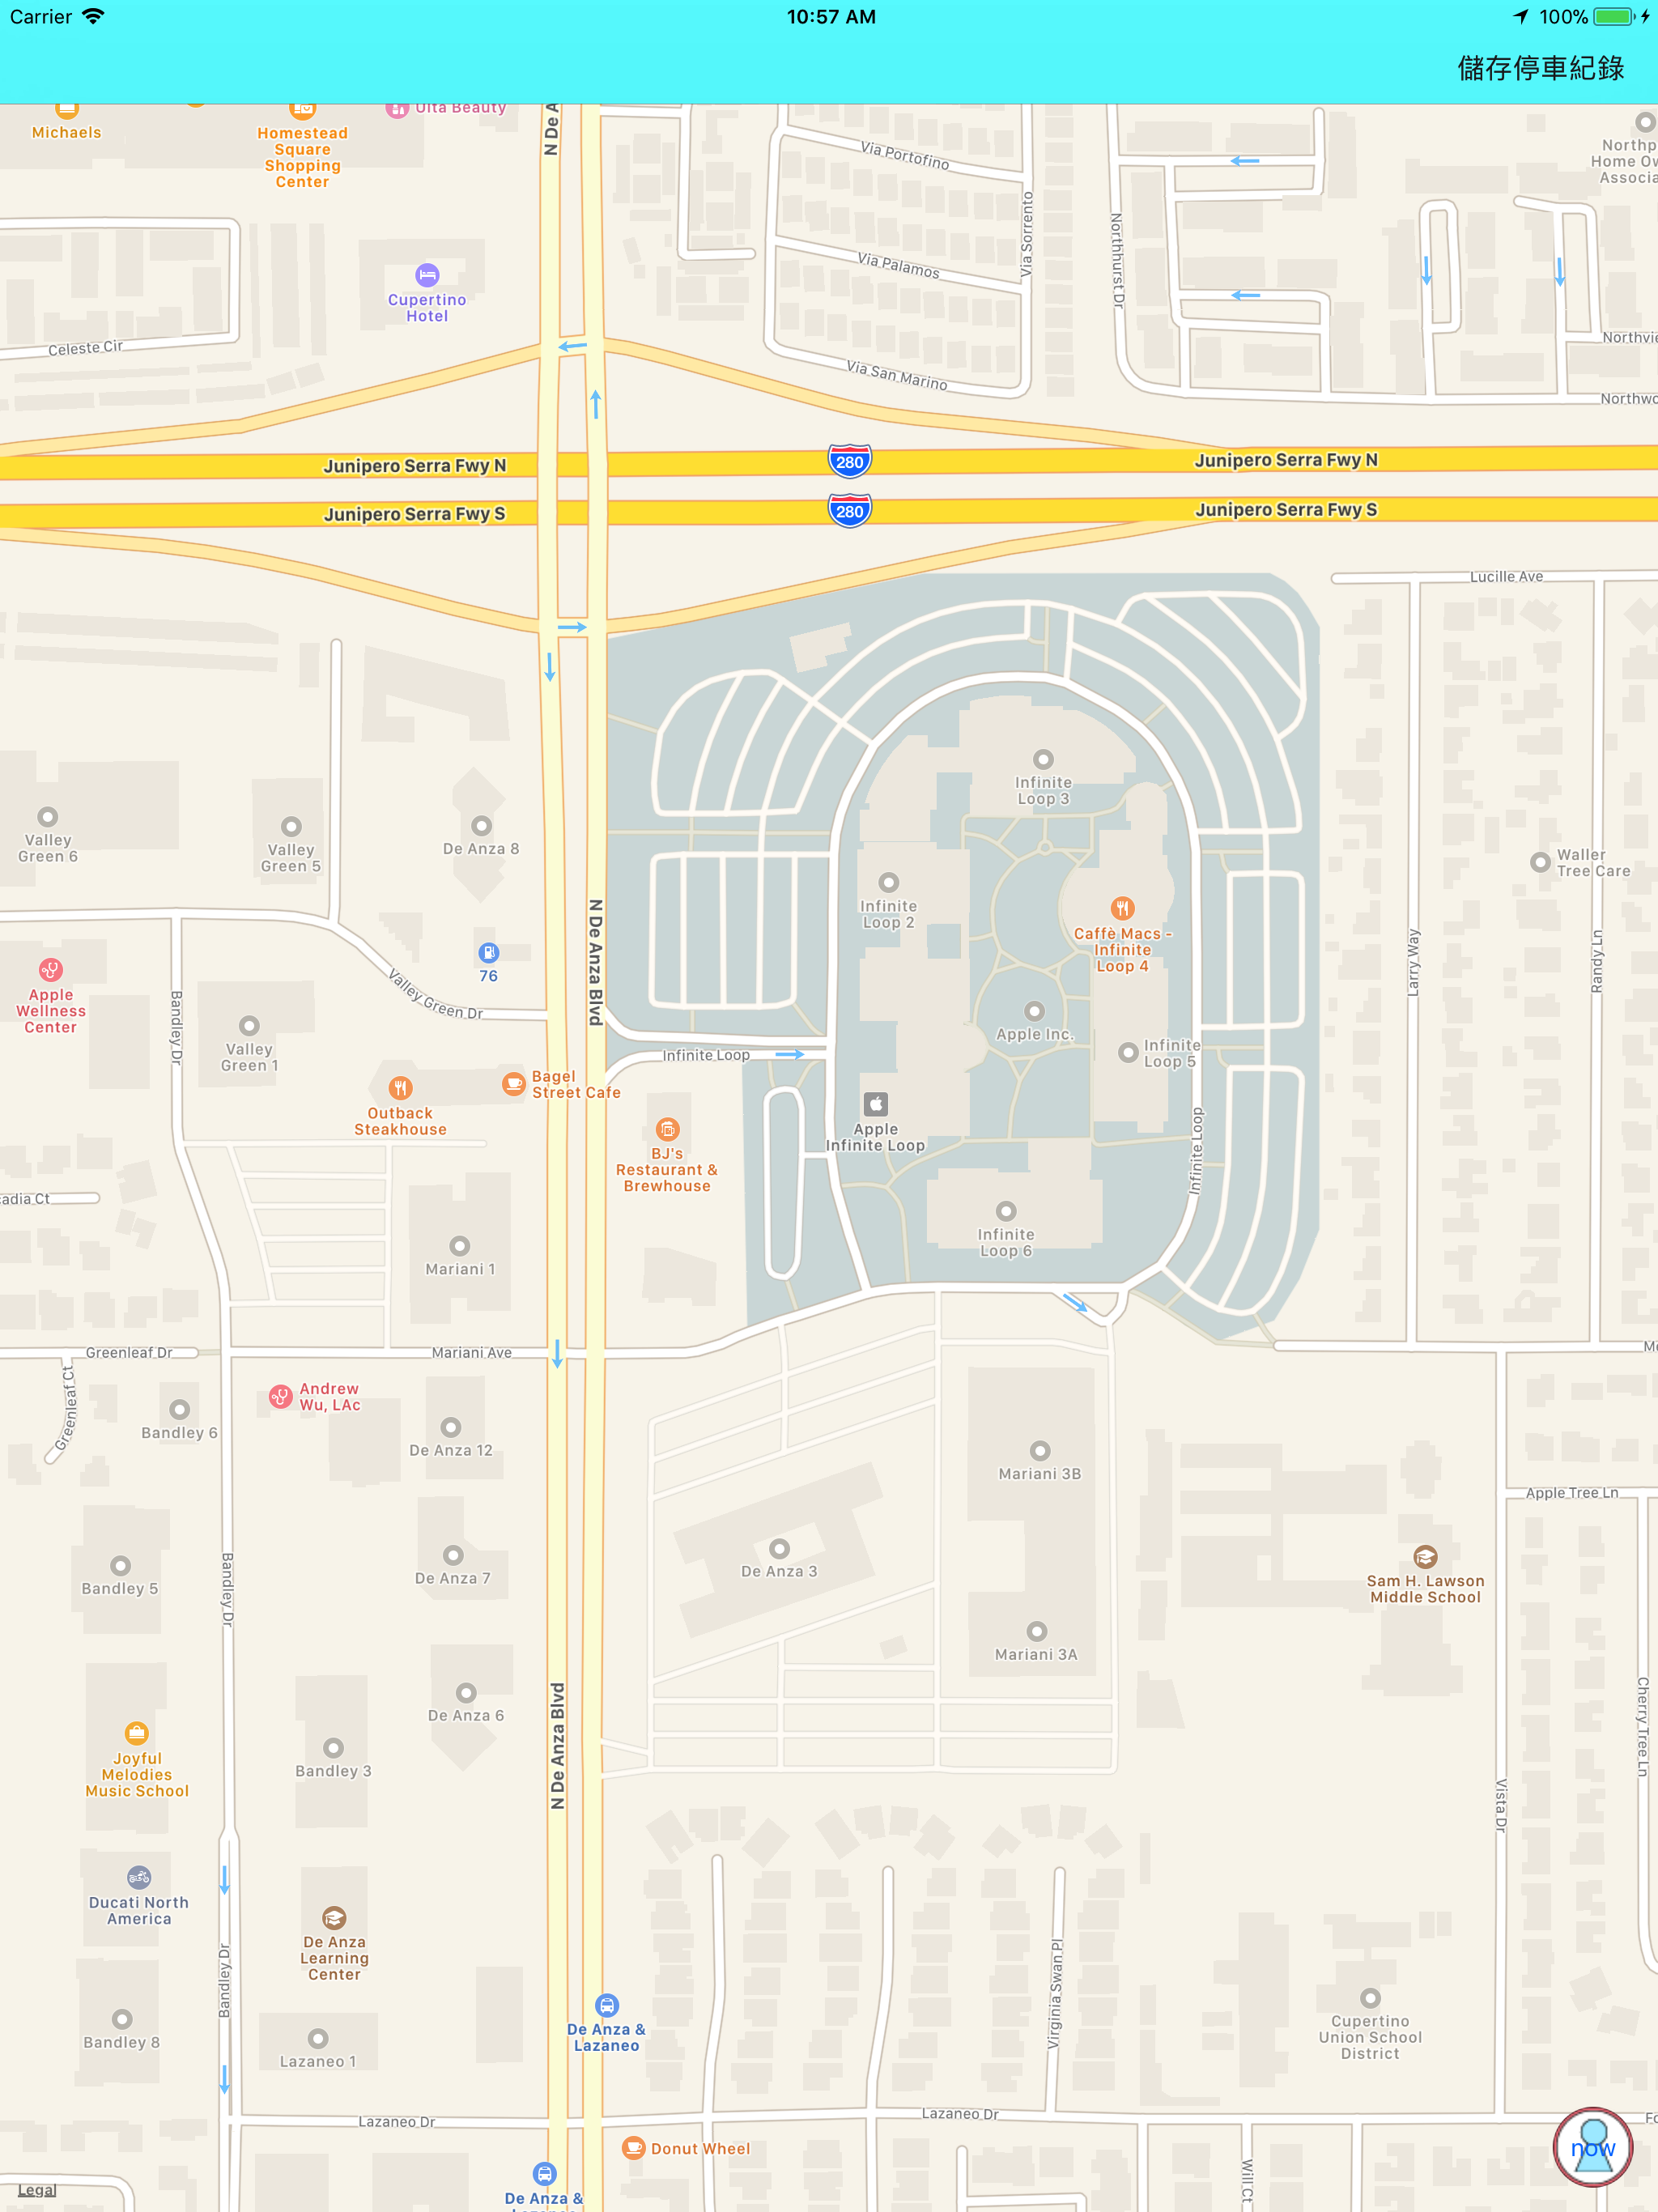 Carrier
10:57 AM
100%
儲存停車紀錄
Michaels
Homestead
Square
Shopping
Center
Ulta Beauty
N De A
Via Portofino
Via Sorrento
Via Palamos
Via San Marino
Northhurst Dr
Northp
Home Ow
Associa
Cupertino
Hotel
Celeste Cir
Northvie
Northwo
Junipero Serra Fwy N
280
Junipero Serra Fwy N
Junipero Serra Fwy S
280
Junipero Serra Fwy S
Lucille Ave
Infinite
Loop 3
Valley
Green 6
Valley
Green 5
De Anza 8
Infinite
Loop 2
Caffè Macs -
Infinite
Loop 4
Waller
Tree Care
Larry Way
Randy Ln
N De Anza Blvd
76
Valley Green Dr
Apple
Wellness
Center
Bandley Dr
Valley
Green 1
Apple Inc.
Infinite
Loop 5
Infinite Loop
Bagel
Street Cafe
Outback
Steakhouse
BJ's
Restaurant &
Brewhouse
Apple
Infinite Loop
Infinite Loop
cadia Ct
Infinite
Loop 6
Mariani 1
Greenleaf Dr
Mariani Ave
Greenleaf Ct
Andrew
Wu, LAc
Bandley 6
De Anza 12
Mariani 3B
Apple Tree Ln
De Anza 3
De Anza 7
Bandley 5
Bandley Dr
Sam H. Lawson
Middle School
Mariani 3A
De Anza 6
N De Anza Blvd
Cherry Tree Ln
Joyful
Melodies
Music School
Bandley 3
Vista Dr
Ducati North
America
De Anza
Learning
Center
Bandley Dr
Virginia Swan Pl
Bandley 8
Lazaneo 1
De Anza &
Lazaneo
Cupertino
Union School
District
Lazaneo Dr
Lazaneo Dr
Fo
Donut Wheel
now
Will Ct
Legal
De Anza &